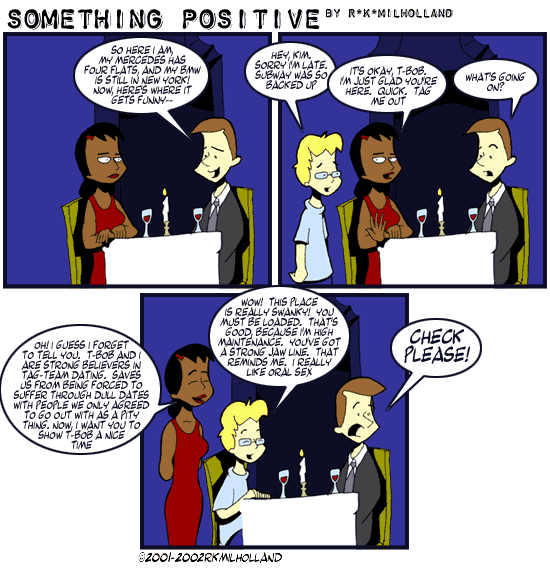 SOMETHING POSITIVE BY R*K*MILHOLLAND
SO HERE I AM,
MY MERCEDES HAS
FOUR FLATS, AND MY BMW
IS STILL IN NEW YORK!
NOW, HERE'S WHERE IT
GETS FUNNY--
HEY, KIM.
SORRY I'M LATE.
SUBWAY WAS SO
BACKED UP
IT'S OKAY, T-BOB.
I'M JUST GLAD YOU'RE
HERE. QUICK. TAG
ME OUT
WHAT'S GOING
ON?
OH! I GUESS I FORGET
TO TELL YOU. T-BOB AND I
ARE STRONG BELIEVERS IN
TAG-TEAM DATING. SAVES
US FROM BEING FORCED TO
SUFFER THROUGH DULL DATES
WITH PEOPLE WE ONLY AGREED
TO GO OUT WITH AS A PITY
THING. NOW, I WANT YOU TO
SHOW T-BOB A NICE
TIME
WOW! THIS PLACE
IS REALLY SWANKY! YOU
MUST BE LOADED. THAT'S
GOOD, BECAUSE I'M HIGH
MAINTENANCE. YOU'VE GOT
A STRONG JAW LINE. THAT
REMINDS ME. I REALLY
LIKE ORAL SEX
CHECK
PLEASE!
©2001-2002RKMILHOLLAND